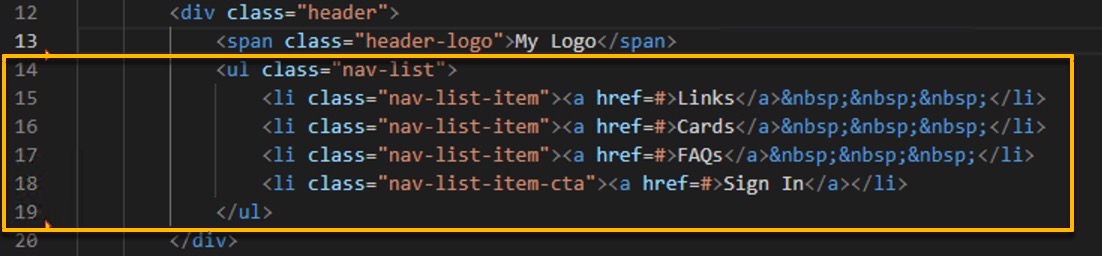 12 <div class="header">
13 <span class="header-logo">My Logo</span>
14 <ul class="nav-list">
15 <li class="nav-list-item"><a href=#>Links</a>&nbsp;&nbsp;&nbsp;</li>
16 <li class="nav-list-item"><a href=#>Cards</a>&nbsp;&nbsp;&nbsp;</li>
17 <li class="nav-list-item"><a href=#>FAQs</a>&nbsp;&nbsp;&nbsp;</li>
18 <li class="nav-list-item-cta"><a href=#>Sign In</a></li>
19 </ul>
20 </div>